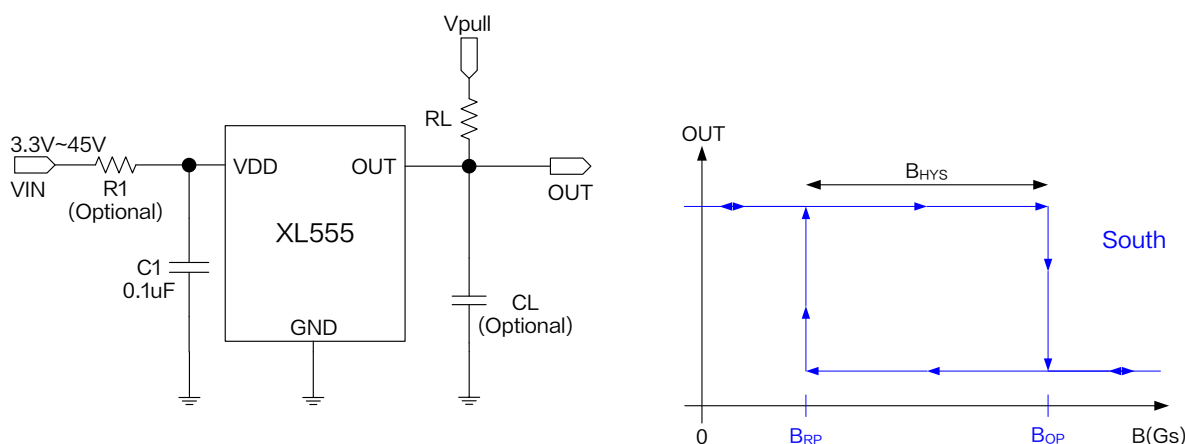 Vpull
RL
3.3V~45V
VIN
R1
(Optional)
VDD
OUT
OUT
XL555
C1
0.1uF
CL
(Optional)
GND
OUT
BHYS
South
0
BRP
BOP
B(Gs)